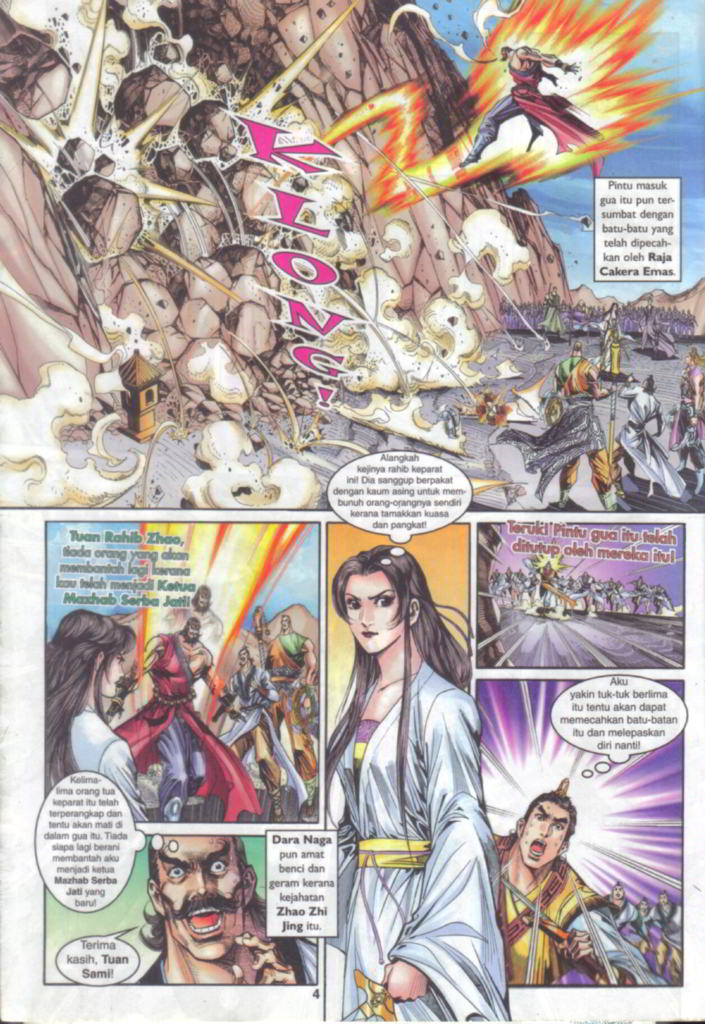 KLONG!
Pintu masuk
gua itu pun ter-
sumbat dengan
batu-batu yang
telah dipecah-
kan oleh Raja
Cakera Emas.
Alangkah
kejinya rahib keparat
ini! Dia sanggup berpakat
dengan kaum asing untuk mem-
bunuh orang-orangnya sendiri
kerana tamakkan kuasa
dan pangkat!
Tuan Rahib Zhao,
tiada orang yang akan
membantah lagi kerana
kau telah menjadi Ketua
Mazhab Serba Jati!
Kelima-
lima orang tua
keparat itu telah
terperangkap dan
tentu akan mati di
dalam gua itu. Tiada
siapa lagi berani
membantah aku
menjadi ketua
Mazhab Serba
Jati yang
baru!
Terima
kasih, Tuan
Sami!
Dara Naga
pun amat
benci dan
geram kerana
kejahatan
Zhao Zhi
Jing itu.
Teruk! Pintu gua itu telah
ditutup oleh mereka itu!
Aku
yakin tuk-tuk berlima
itu tentu akan dapat
memecahkan batu-batan
itu dan melepaskan
diri nanti!
4